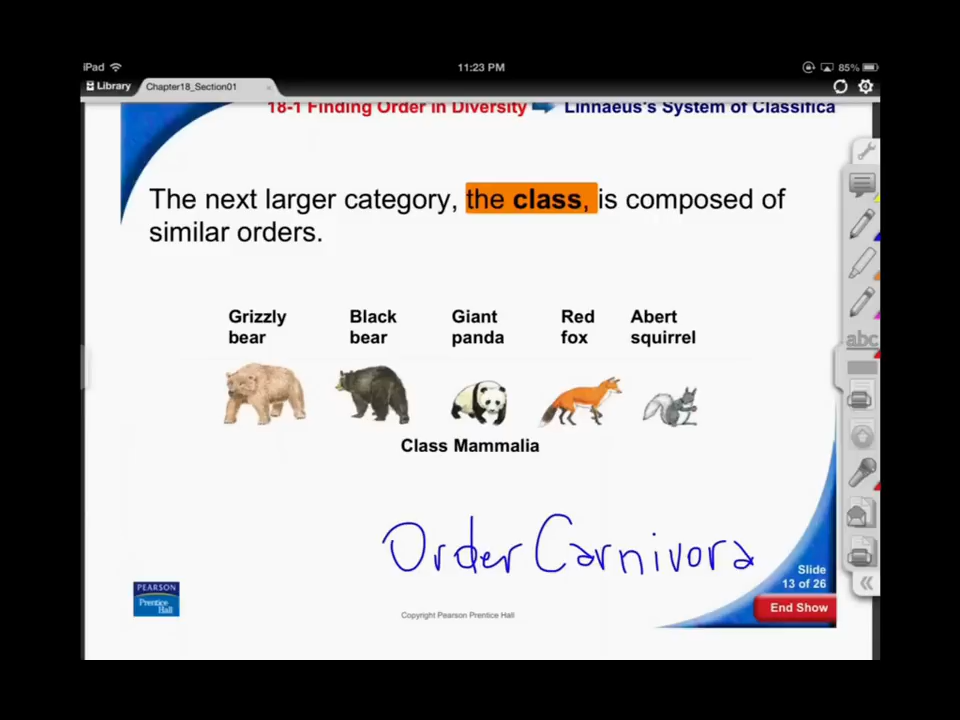 iPad
11:23 PM
85%
Library
Chapter18_Section01
18-1 Finding Order in Diversity
Linnaeus's System of Classifica
The next larger category, the class, is composed of
similar orders.
Grizzly
bear
Black
bear
Giant
panda
Red
fox
Abert
squirrel
abc
Class Mammalia
Order Carnivora
PEARSON
Prentice
Hall
Copyright Pearson Prentice Hall
Slide
13 of 26
End Show